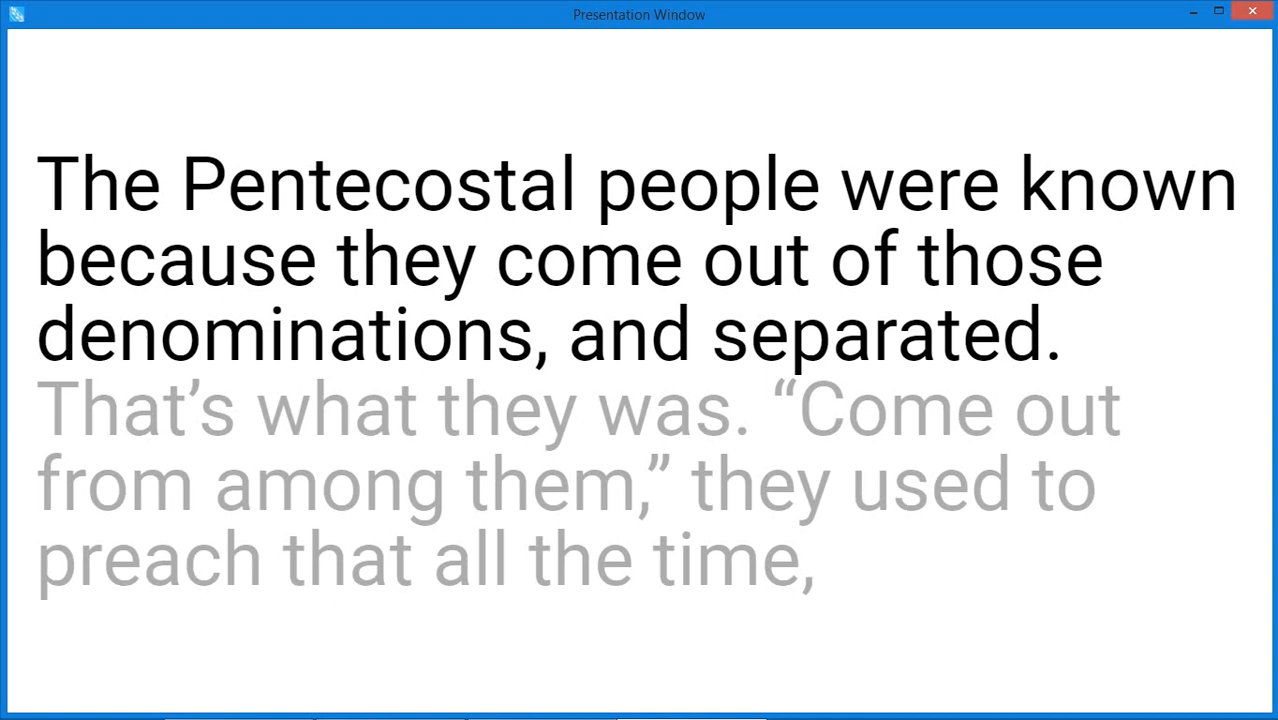 Presentation Window
The Pentecostal people were known
because they come out of those
denominations, and separated.
That’s what they was. “Come out
from among them,” they used to
preach that all the time,